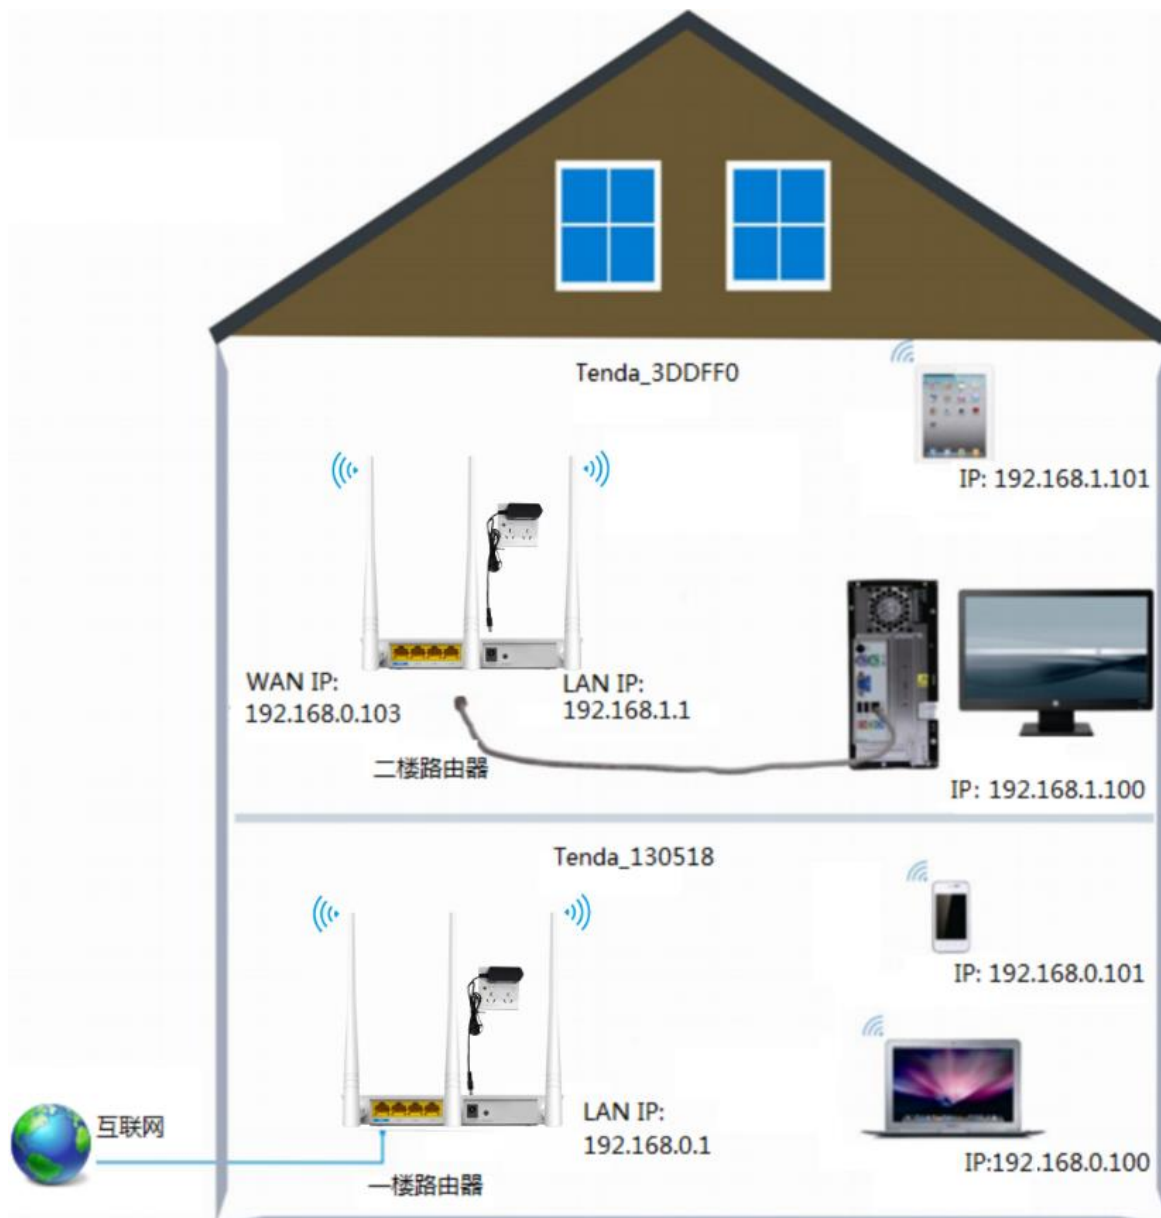 Tenda_3DDFF0
IP: 192.168.1.101
WAN IP:
192.168.0.103
LAN IP:
192.168.1.1
二楼路由器
IP: 192.168.1.100
Tenda_130518
IP: 192.168.0.101
互联网
LAN IP:
192.168.0.1
IP:192.168.0.100
一楼路由器